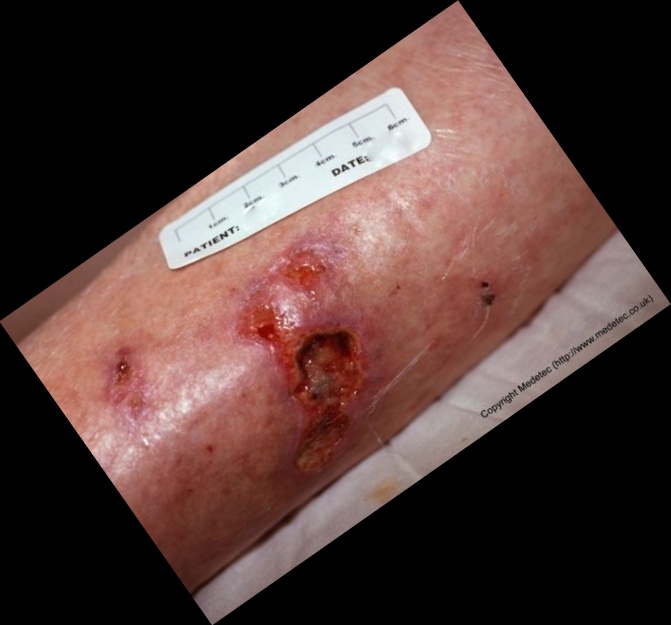 1cm. 2cm. 3cm. 4cm. 5cm. 6cm.
PATIENT: DATE:
Copyright Medetec (http://www.medetec.co.uk)